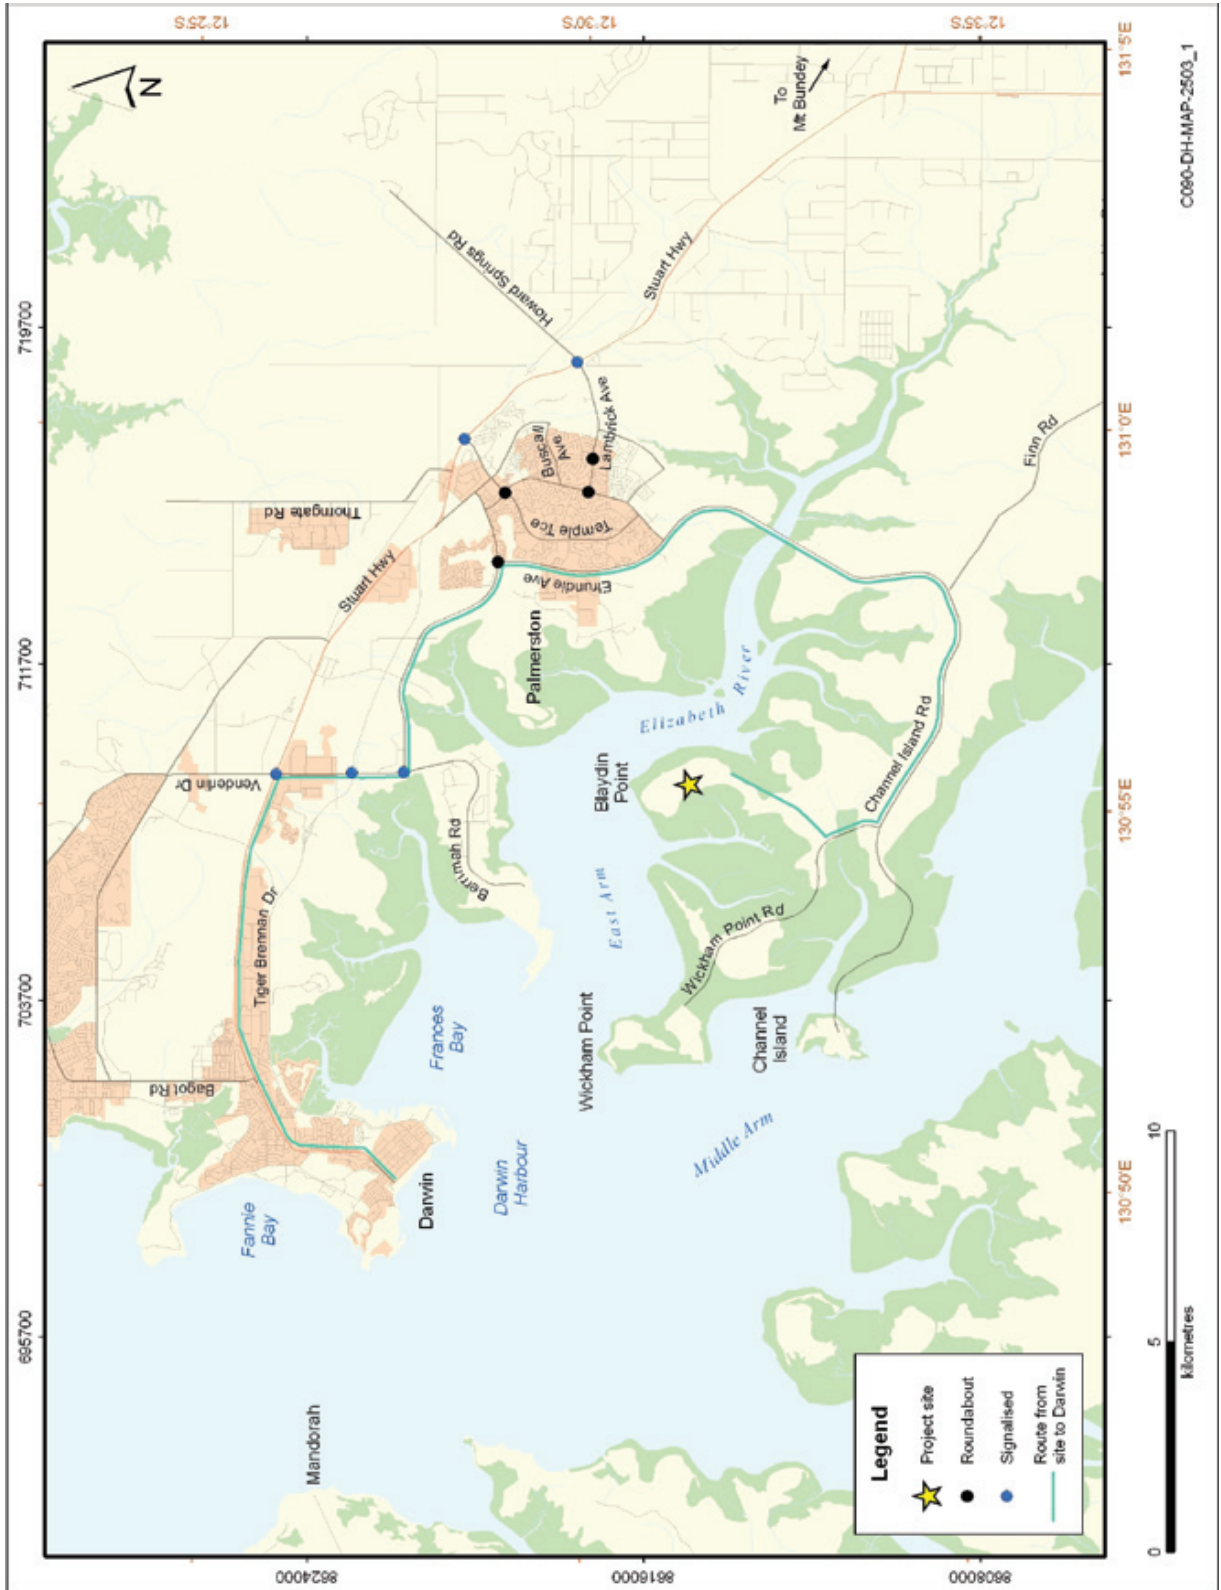 12°25'S
12°30'S
12°35'S
719700
711700
703700
695700
131°5'E
131°0'E
130°55'E
130°50'E
8624000
8616000
8608000
N
To
Mt Bundey
Howard Springs Rd
Stuart Hwy
Lambrick Ave
Buscall
Ave
Temple Tce
Thorngate Rd
Stuart Hwy
Elrundie Ave
Palmerston
Finn Rd
Vanderlin Dr
Elizabeth River
Blaydin
Point
Channel Island Rd
Berrimah Rd
Tiger Brennan Dr
East Arm
Wickham Point Rd
Frances
Bay
Wickham Point
Channel
Island
Bagot Rd
Middle Arm
Fannie
Bay
Darwin
Darwin
Harbour
Mandorah
Legend
Project site
Roundabout
Signalised
Route from
site to Darwin
0
5
10
kilometres
C090-DH-MAP-2503_1